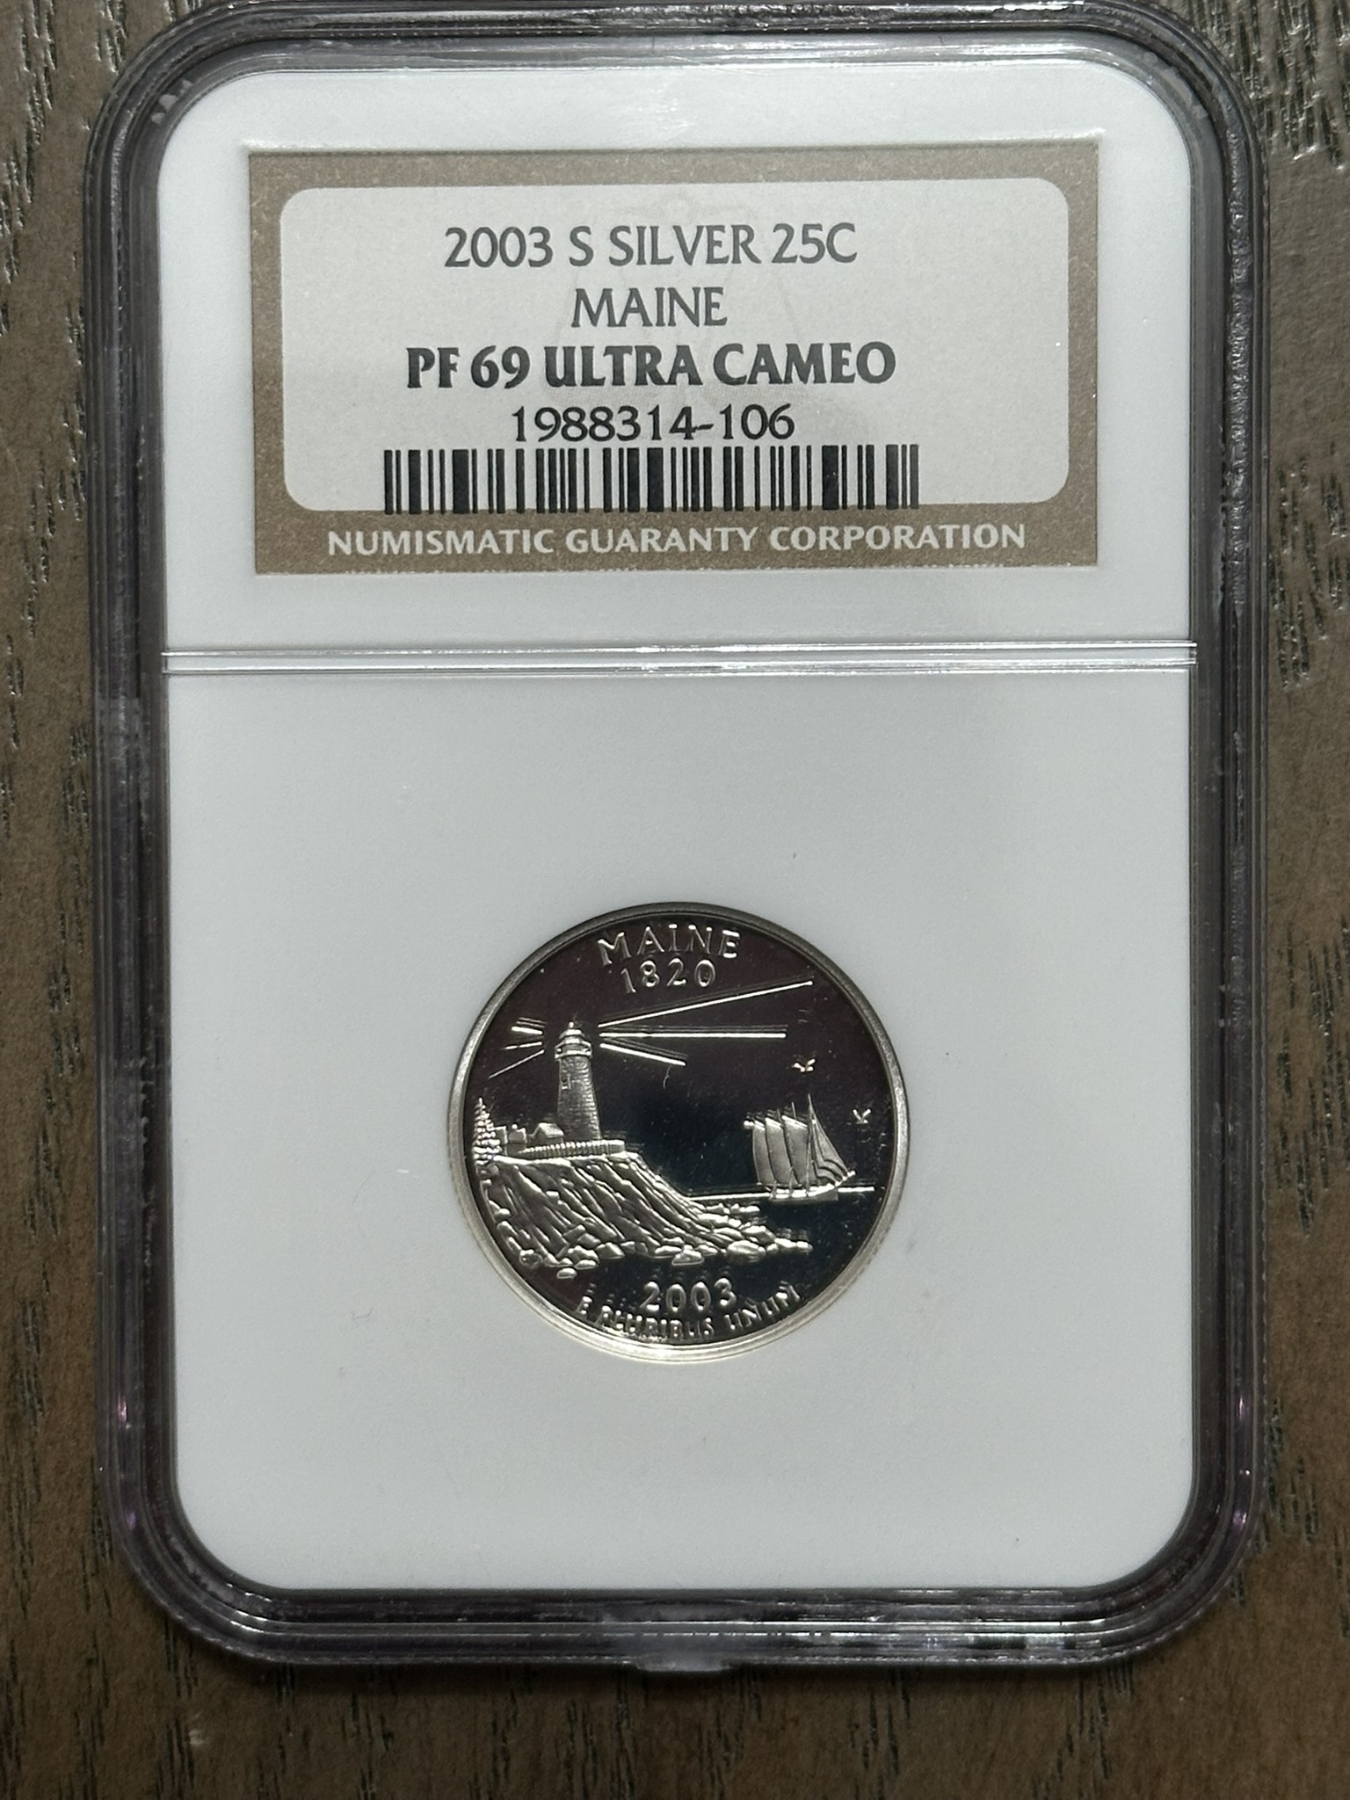 2003 S SILVER 25C
MAINE
PF 69 ULTRA CAMEO
1988314-106
NUMISMATIC GUARANTY CORPORATION
MAINE
1820
2003
E PLURIBUS UNUM